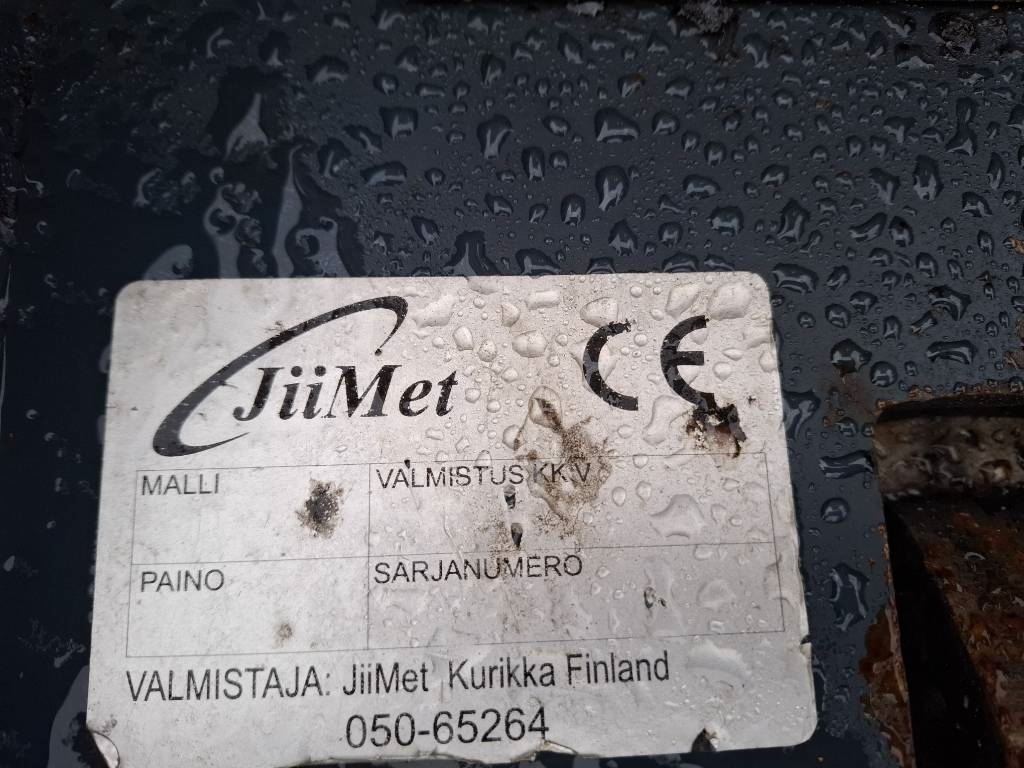 JiiMet CE
MALLI VALMISTUS KK.V
PAINO SARJANUMERO
VALMISTAJA: JiiMet Kurikka Finland
050-65264